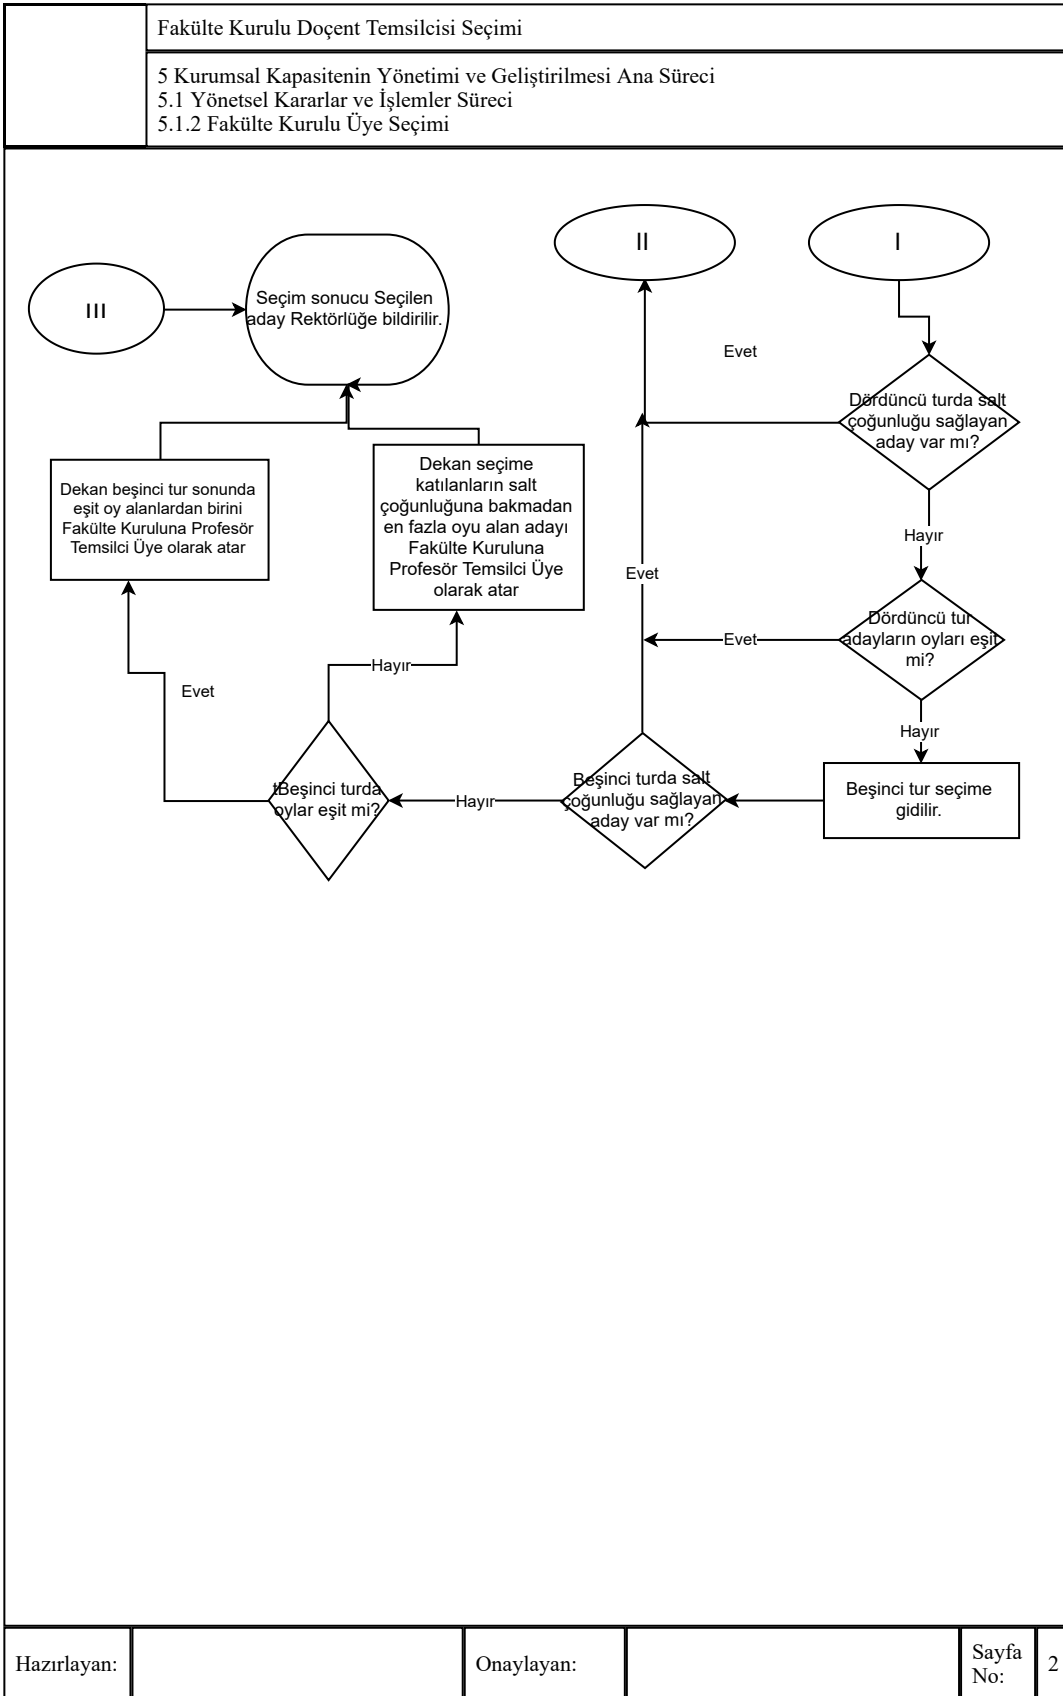 Fakülte Kurulu Doçent Temsilcisi Seçimi
5 Kurumsal Kapasitenin Yönetimi ve Geliştirilmesi Ana Süreci
5.1 Yönetsel Kararlar ve İşlemler Süreci
5.1.2 Fakülte Kurulu Üye Seçimi
III
Seçim sonucu Seçilen
aday Rektörlüğe bildirilir.
II
I
Evet
Dördüncü turda salt
çoğunluğu sağlayan
aday var mı?
Dekan beşinci tur sonunda
eşit oy alanlardan birini
Fakülte Kuruluna Profesör
Temsilci Üye olarak atar
Dekan seçime
katılanların salt
çoğunluğuna bakmadan
en fazla oyu alan adayı
Fakülte Kuruluna
Profesör Temsilci Üye
olarak atar
Hayır
Evet
Dördüncü tur
adayların oyları eşit
mi?
Evet
Hayır
Evet
Hayır
Beşinci tur seçime
gidilir.
Beşinci turda salt
çoğunluğu sağlayan
aday var mı?
Hayır
tBeşinci turda
oylar eşit mi?
Hazırlayan:
Onaylayan:
Sayfa
No:
2